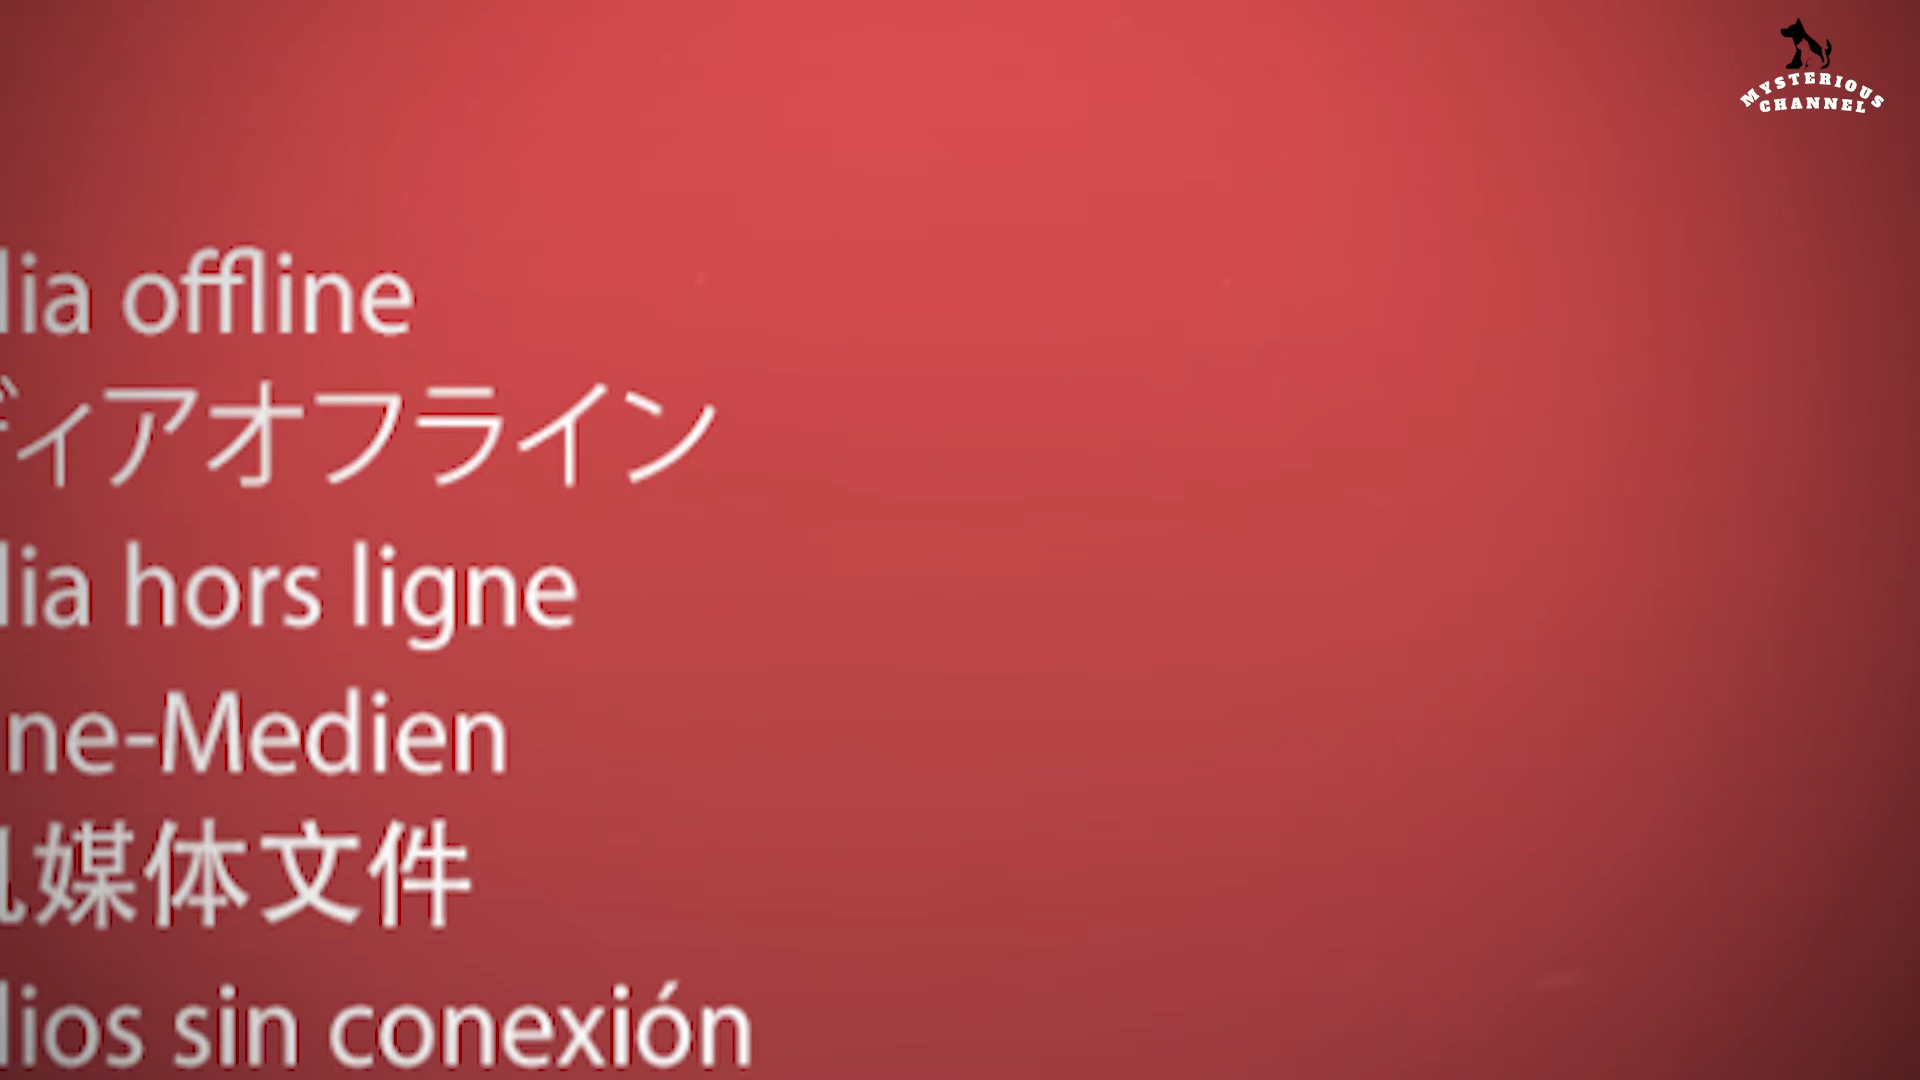 MYSTERIOUS
CHANNEL
lia offline
ディアオフライン
lia hors ligne
ne-Medien
媒体文件
lios sin conexión